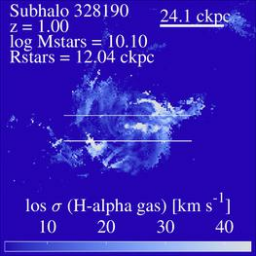 Subhalo 328190
24.1 ckpc
z = 1.00
log Mstars = 10.10
Rstars = 12.04 ckpc
los σ (H-alpha gas) [km s⁻¹]
10 20 30 40